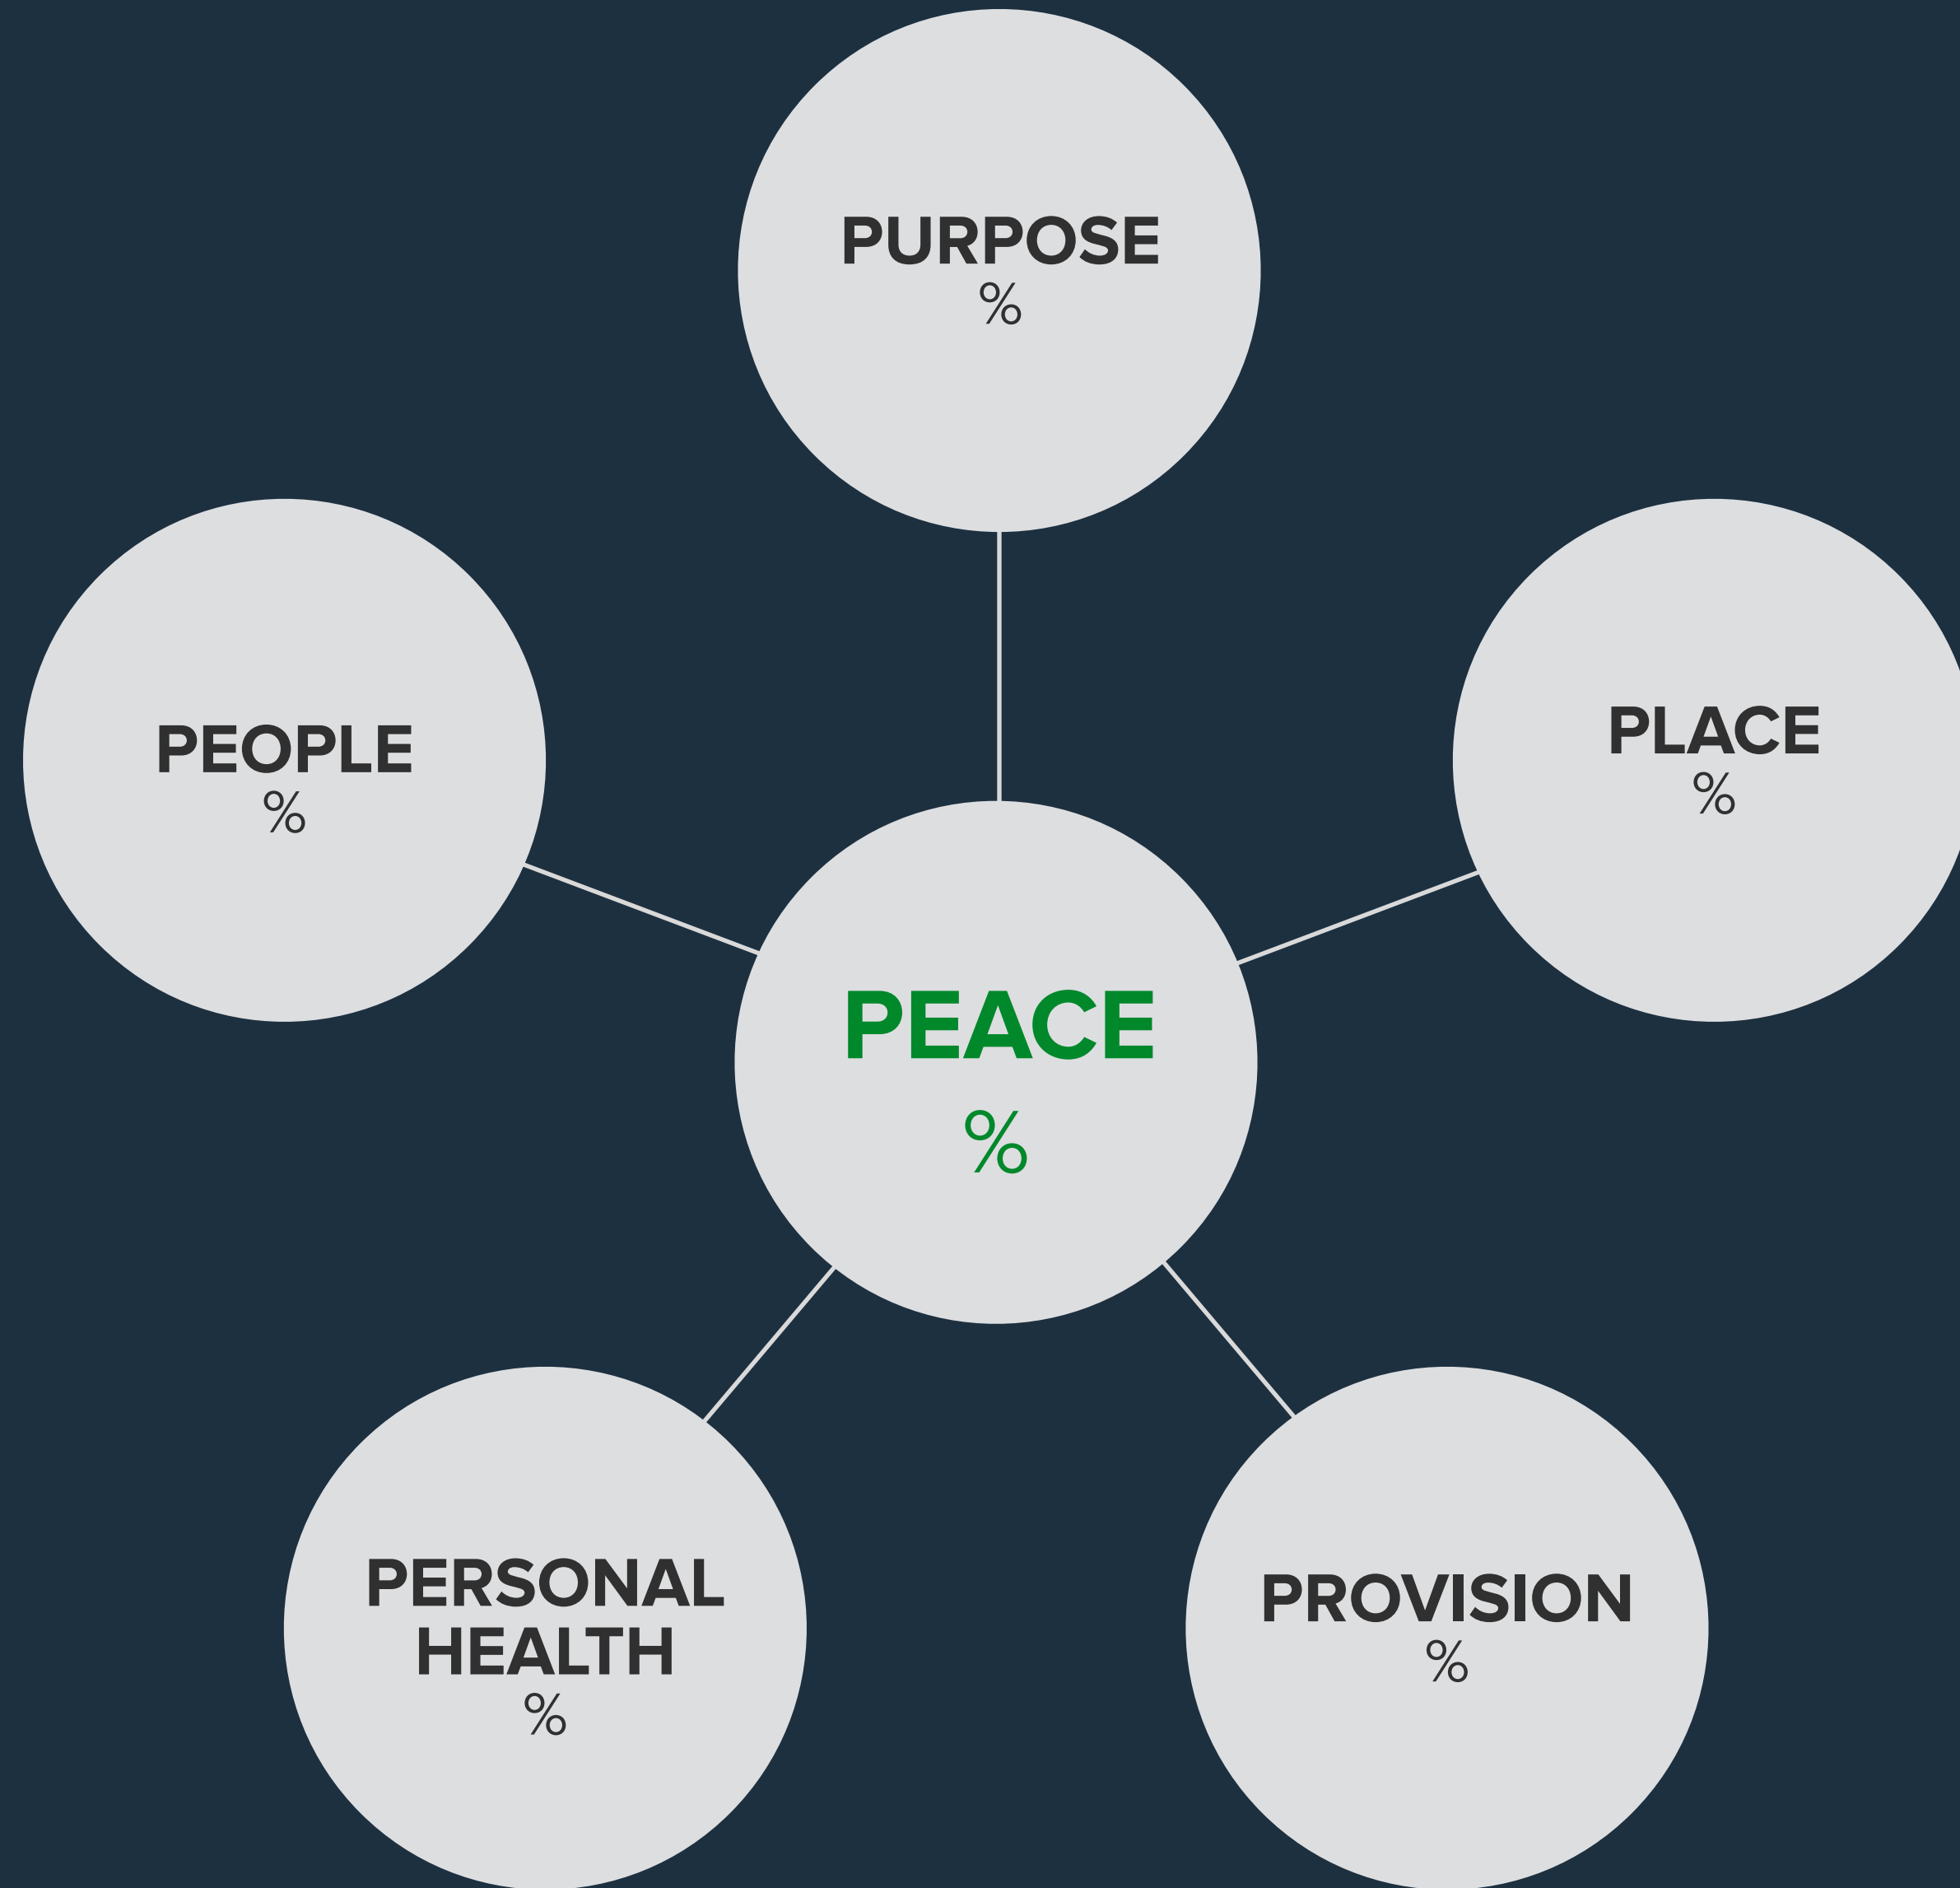 PURPOSE
%
PEOPLE
%
PLACE
%
PEACE
%
PERSONAL
HEALTH
%
PROVISION
%